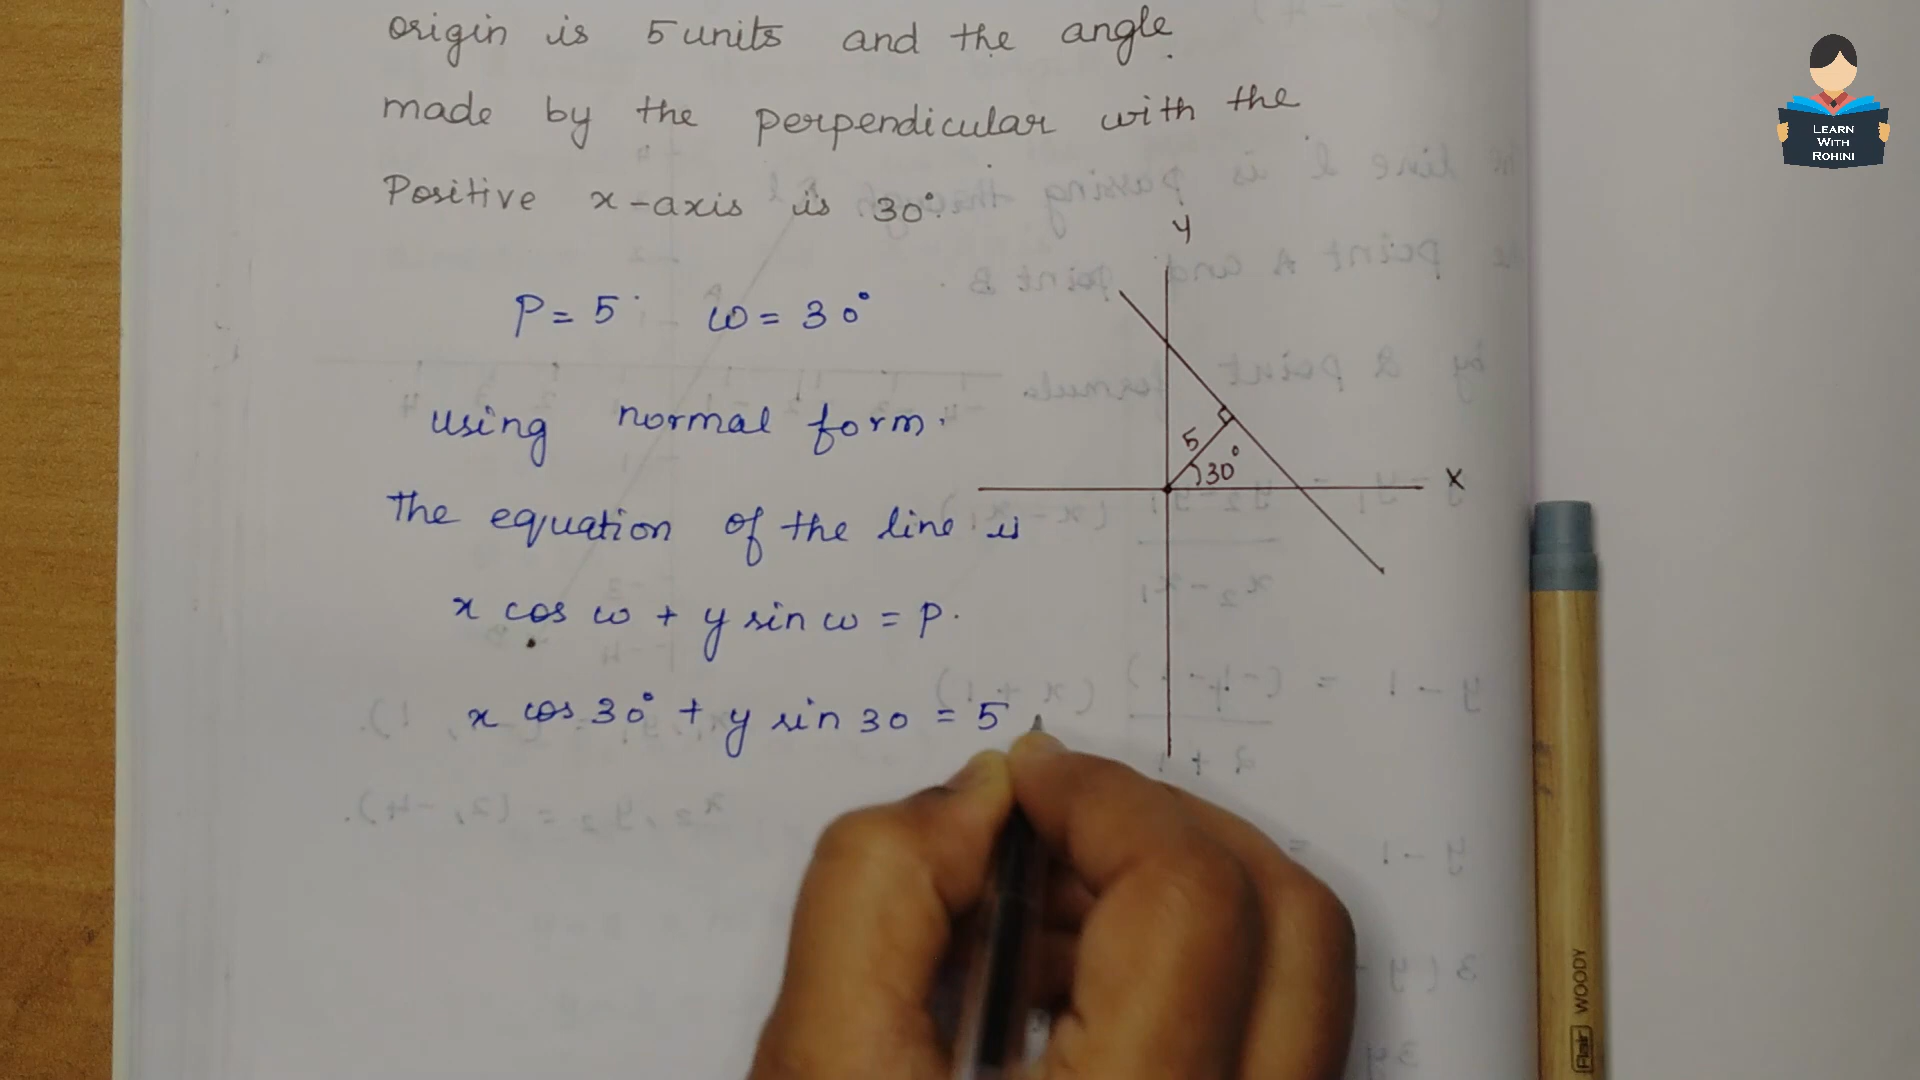 origin is 5 units and the angle
made by the perpendicular with the
Positive x-axis is 30°.
P = 5 ω = 30°
using normal form.
the equation of the line is
x cos ω + y sin ω = p.
x cos 30° + y sin 30 = 5
Y
X
5
30°
LEARN
With
ROHINI
Flair WOODY